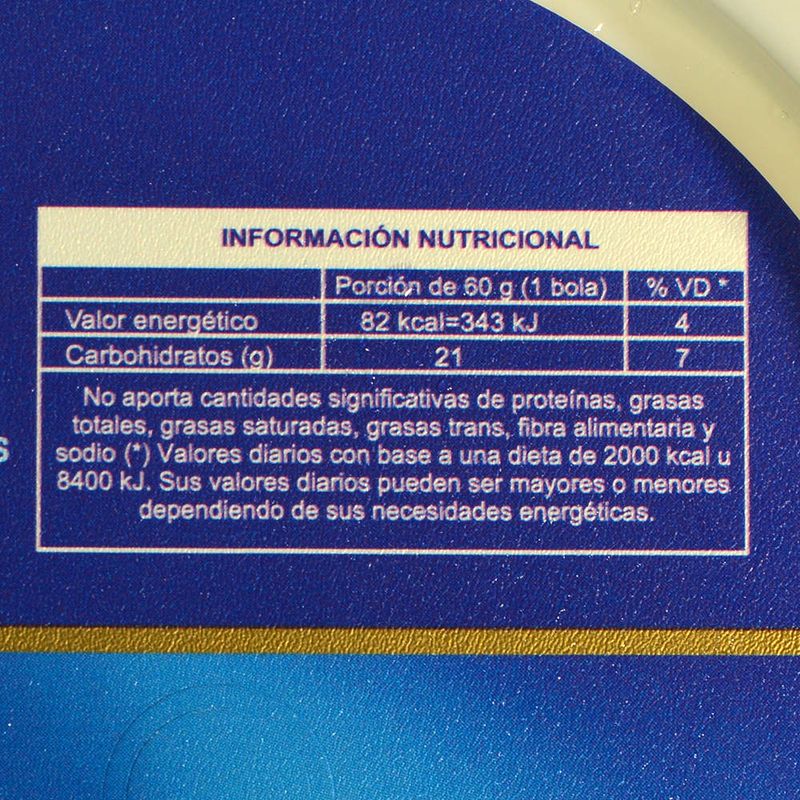 INFORMACIÓN NUTRICIONAL
Porción de 60 g (1 bola) % VD *
Valor energético 82 kcal=343 kJ 4
Carbohidratos (g) 21 7
No aporta cantidades significativas de proteínas, grasas
totales, grasas saturadas, grasas trans, fibra alimentaria y
sodio (*) Valores diarios con base a una dieta de 2000 kcal u
8400 kJ. Sus valores diarios pueden ser mayores o menores
dependiendo de sus necesidades energéticas.